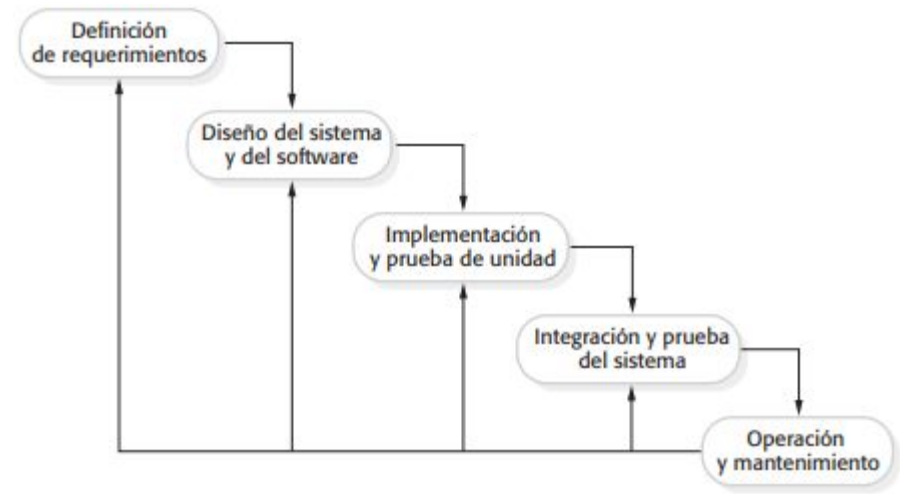 Definición
de requerimientos
Diseño del sistema
y del software
Implementación
y prueba de unidad
Integración y prueba
del sistema
Operación
y mantenimiento